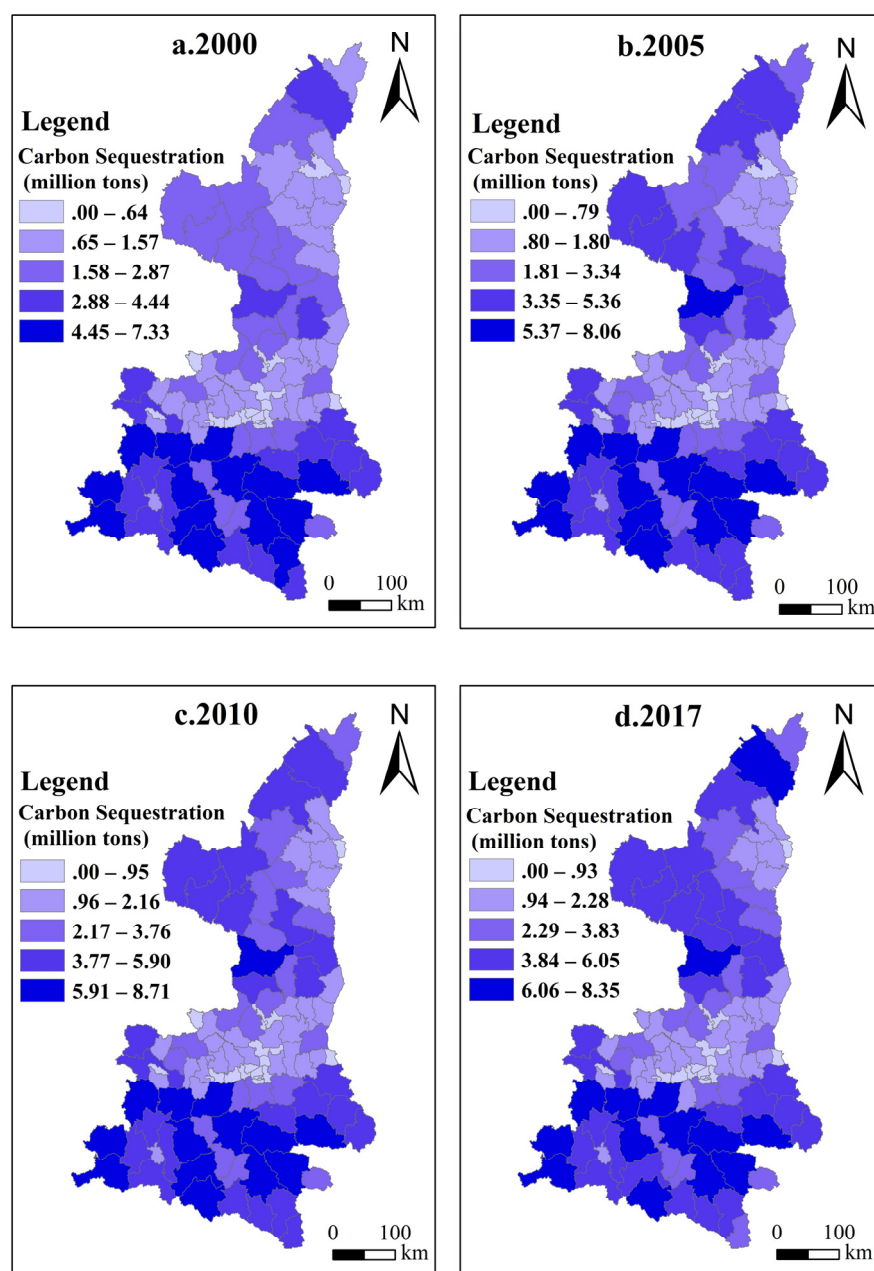 a.2000
N
Legend
Carbon Sequestration
(million tons)
.00 – .64
.65 – 1.57
1.58 – 2.87
2.88 – 4.44
4.45 – 7.33
0 100
km
b.2005
N
Legend
Carbon Sequestration
(million tons)
.00 – .79
.80 – 1.80
1.81 – 3.34
3.35 – 5.36
5.37 – 8.06
0 100
km
c.2010
N
Legend
Carbon Sequestration
(million tons)
.00 – .95
.96 – 2.16
2.17 – 3.76
3.77 – 5.90
5.91 – 8.71
0 100
km
d.2017
N
Legend
Carbon Sequestration
(million tons)
.00 – .93
.94 – 2.28
2.29 – 3.83
3.84 – 6.05
6.06 – 8.35
0 100
km